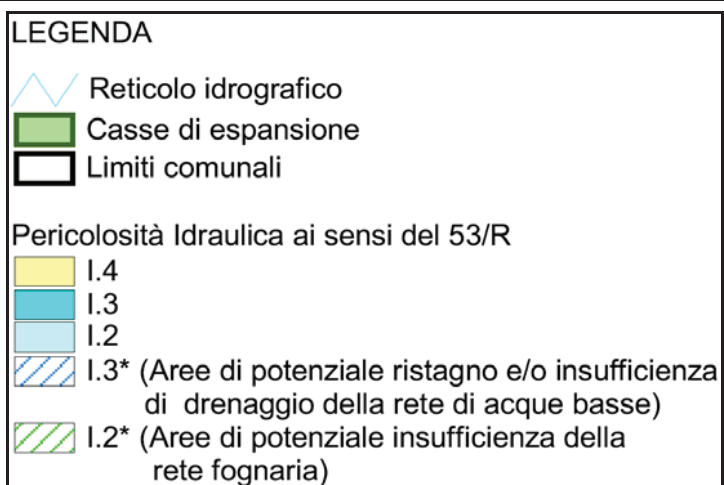 LEGENDA
Reticolo idrografico
Casse di espansione
Limiti comunali
Pericolosità Idraulica ai sensi del 53/R
I.4
I.3
I.2
I.3* (Aree di potenziale ristagno e/o insufficienza
di drenaggio della rete di acque basse)
I.2* (Aree di potenziale insufficienza della
rete fognaria)